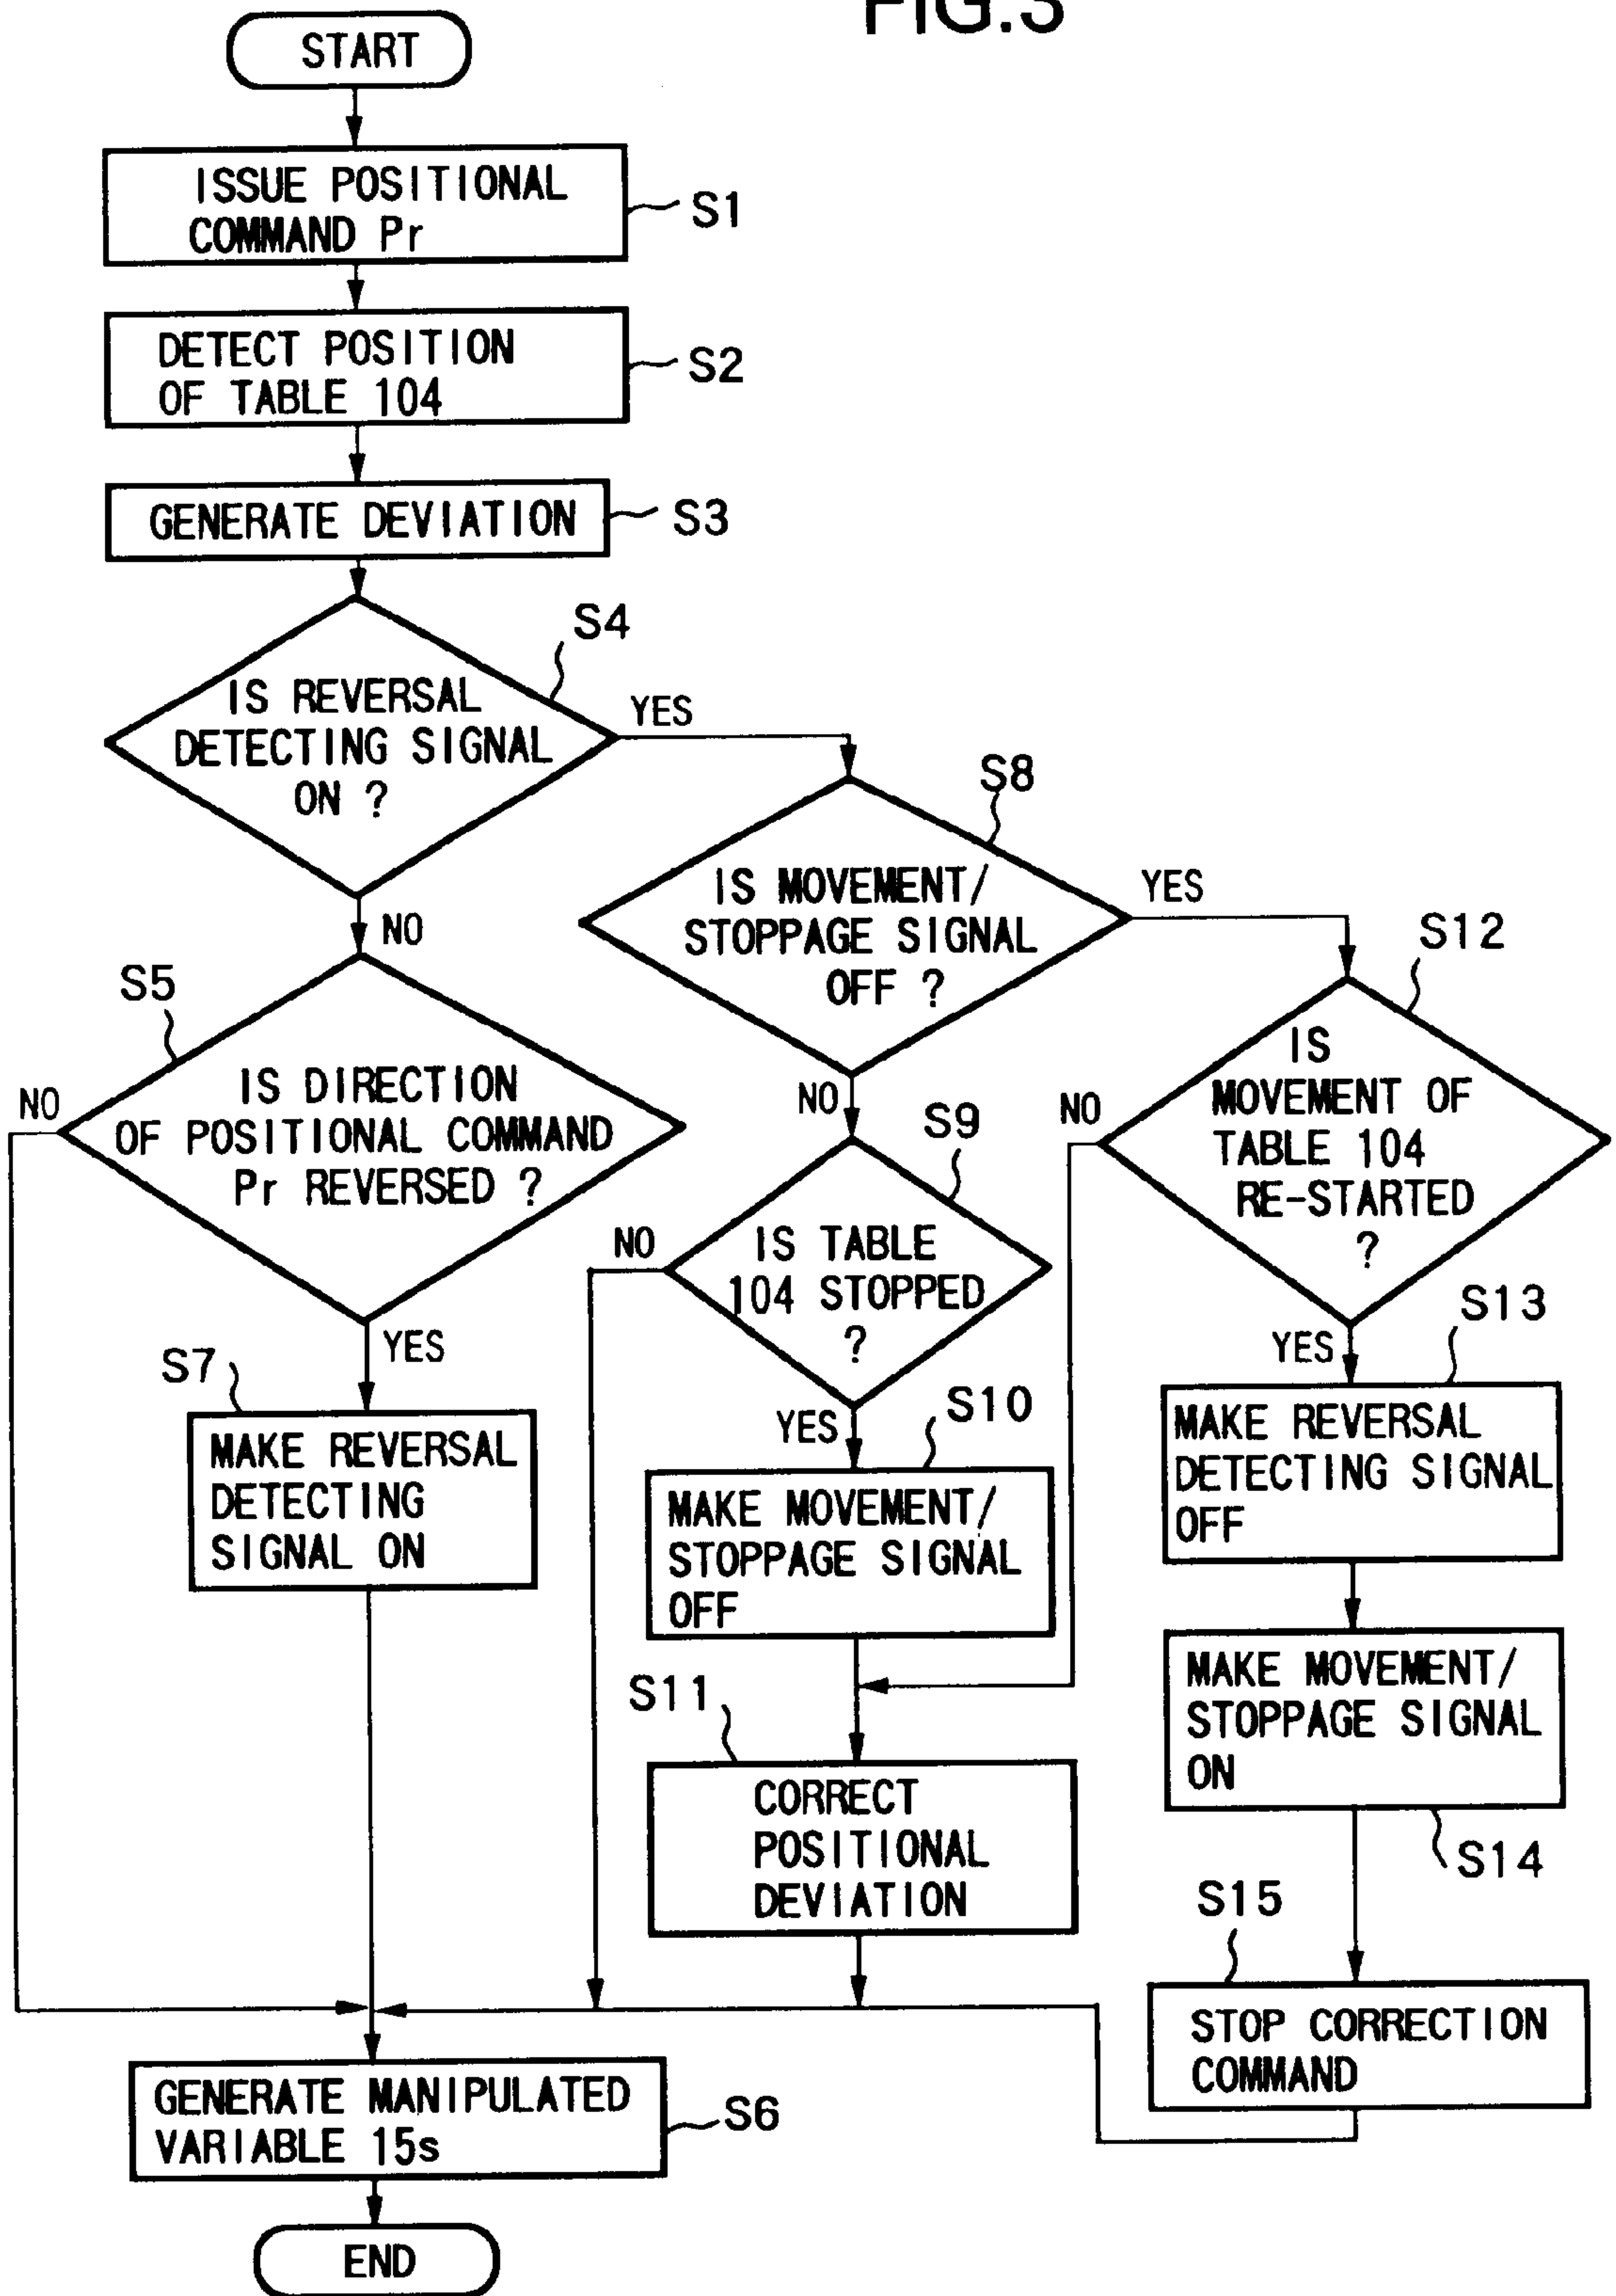 FIG.3
START
ISSUE POSITIONAL
COMMAND Pr
S1
DETECT POSITION
OF TABLE 104
S2
GENERATE DEVIATION
S3
S4
IS REVERSAL
DETECTING SIGNAL
ON ?
YES
NO
S8
IS MOVEMENT/
STOPPAGE SIGNAL
OFF ?
YES
NO
S5
IS DIRECTION
OF POSITIONAL COMMAND
Pr REVERSED ?
NO
YES
S12
IS
MOVEMENT OF
TABLE 104
RE-STARTED
?
NO
YES
S9
IS TABLE
104 STOPPED
?
NO
YES
S7
MAKE REVERSAL
DETECTING
SIGNAL ON
S10
MAKE MOVEMENT/
STOPPAGE SIGNAL
OFF
S13
MAKE REVERSAL
DETECTING SIGNAL
OFF
MAKE MOVEMENT/
STOPPAGE SIGNAL
ON
S14
S11
CORRECT
POSITIONAL
DEVIATION
S15
STOP CORRECTION
COMMAND
GENERATE MANIPULATED
VARIABLE 15s
S6
END